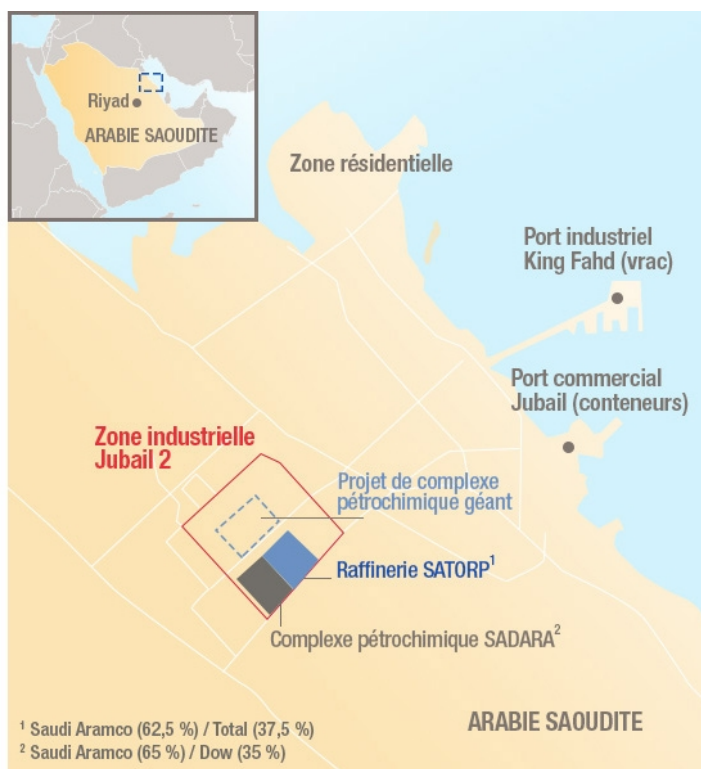 Riyad
ARABIE SAOUDITE
Zone résidentielle
Port industriel
King Fahd (vrac)
Port commercial
Jubail (conteneurs)
Zone industrielle
Jubail 2
Projet de complexe
pétrochimique géant
Raffinerie SATORP¹
Complexe pétrochimique SADARA²
ARABIE SAOUDITE
¹ Saudi Aramco (62,5 %) / Total (37,5 %)
² Saudi Aramco (65 %) / Dow (35 %)